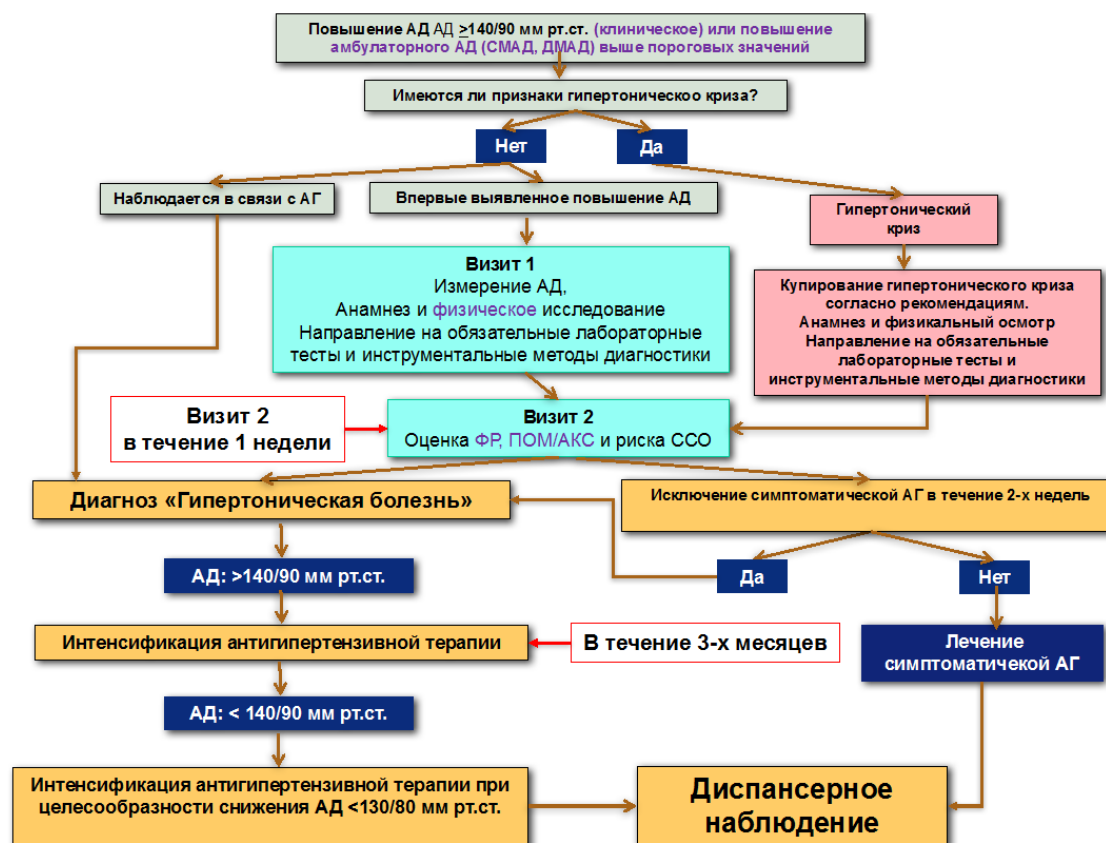 Повышение АД АД >140/90 мм рт.ст. (клиническое) или повышение
амбулаторного АД (СМАД, ДМАД) выше пороговых значений
Имеются ли признаки гипертоническоо криза?
Нет
Да
Наблюдается в связи с АГ
Впервые выявленное повышение АД
Гипертонический
криз
Визит 1
Измерение АД,
Анамнез и физическое исследование
Направление на обязательные лабораторные
тесты и инструментальные методы диагностики
Купирование гипертонического криза
согласно рекомендациям.
Анамнез и физикальный осмотр
Направление на обязательные
лабораторные тесты и
инструментальные методы диагностики
Визит 2
в течение 1 недели
Визит 2
Оценка ФР, ПОМ/АКС и риска ССО
Диагноз «Гипертоническая болезнь»
Исключение симптоматической АГ в течение 2-х недель
АД: >140/90 мм рт.ст.
Да
Нет
Интенсификация антигипертензивной терапии
В течение 3-х месяцев
Лечение
симптоматичекой АГ
АД: < 140/90 мм рт.ст.
Интенсификация антигипертензивной терапии при
целесообразности снижения АД <130/80 мм рт.ст.
Диспансерное
наблюдение